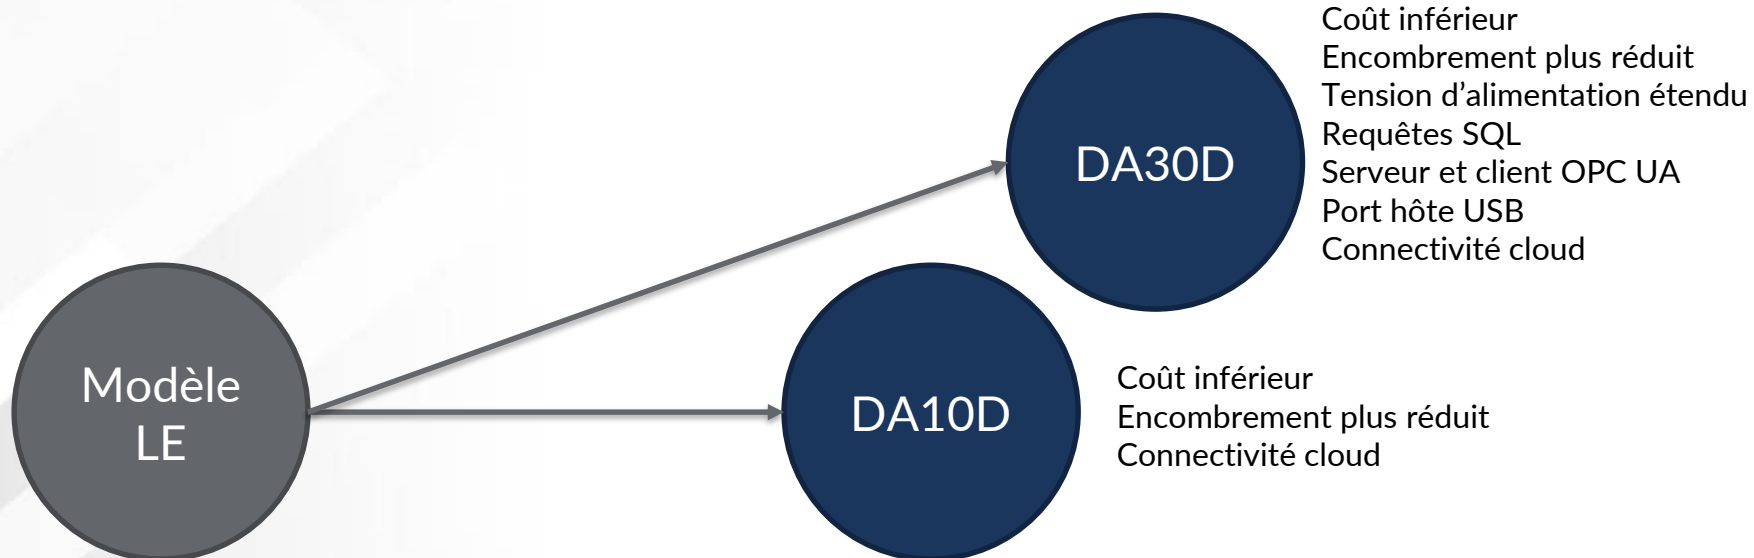 Coût inférieur
Encombrement plus réduit
Tension d’alimentation étendu
Requêtes SQL
Serveur et client OPC UA
Port hôte USB
Connectivité cloud
DA30D
Modèle
LE
DA10D
Coût inférieur
Encombrement plus réduit
Connectivité cloud